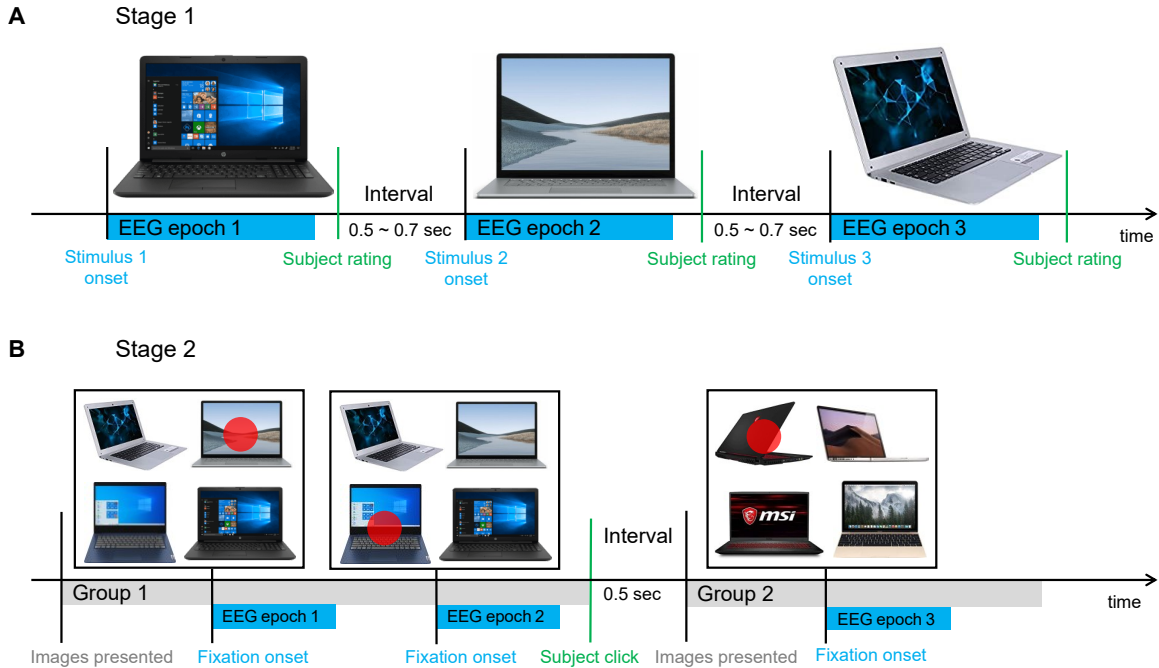 A
Stage 1
Interval
Interval
EEG epoch 1
0.5 ~ 0.7 sec
EEG epoch 2
0.5 ~ 0.7 sec
EEG epoch 3
time
Stimulus 1
onset
Subject rating
Stimulus 2
onset
Subject rating
Stimulus 3
onset
Subject rating
B
Stage 2
msi
Interval
Group 1
0.5 sec
Group 2
time
EEG epoch 1
EEG epoch 2
EEG epoch 3
Images presented
Fixation onset
Fixation onset
Subject click
Images presented
Fixation onset